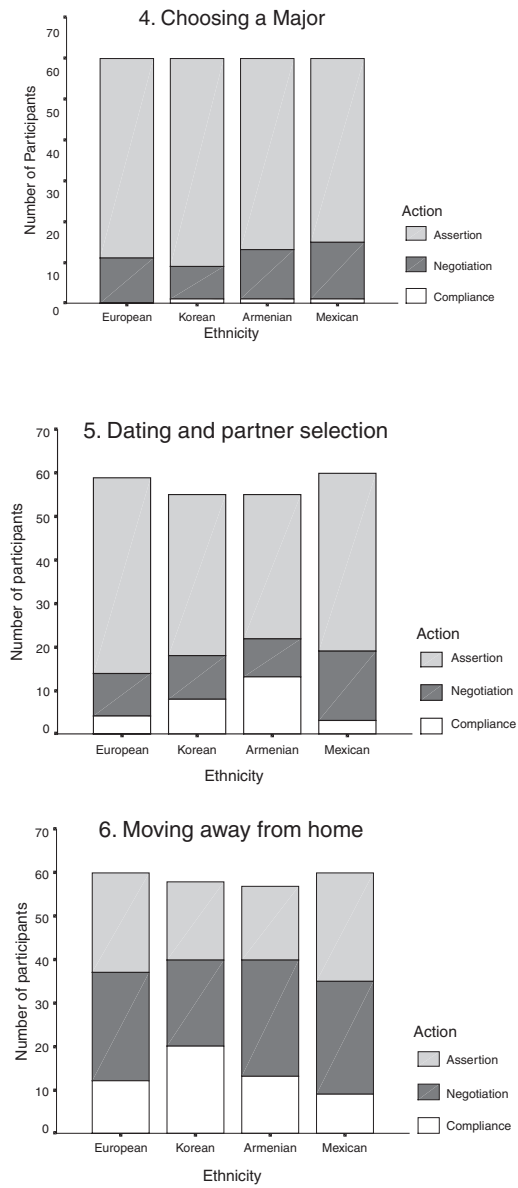 4. Choosing a Major
Number of Participants
70
60
50
40
30
20
10
0
European Korean Armenian Mexican
Ethnicity
Action
Assertion
Negotiation
Compliance
5. Dating and partner selection
Number of participants
70
60
50
40
30
20
10
0
European Korean Armenian Mexican
Ethnicity
Action
Assertion
Negotiation
Compliance
6. Moving away from home
Number of participants
70
60
50
40
30
20
10
0
European Korean Armenian Mexican
Ethnicity
Action
Assertion
Negotiation
Compliance